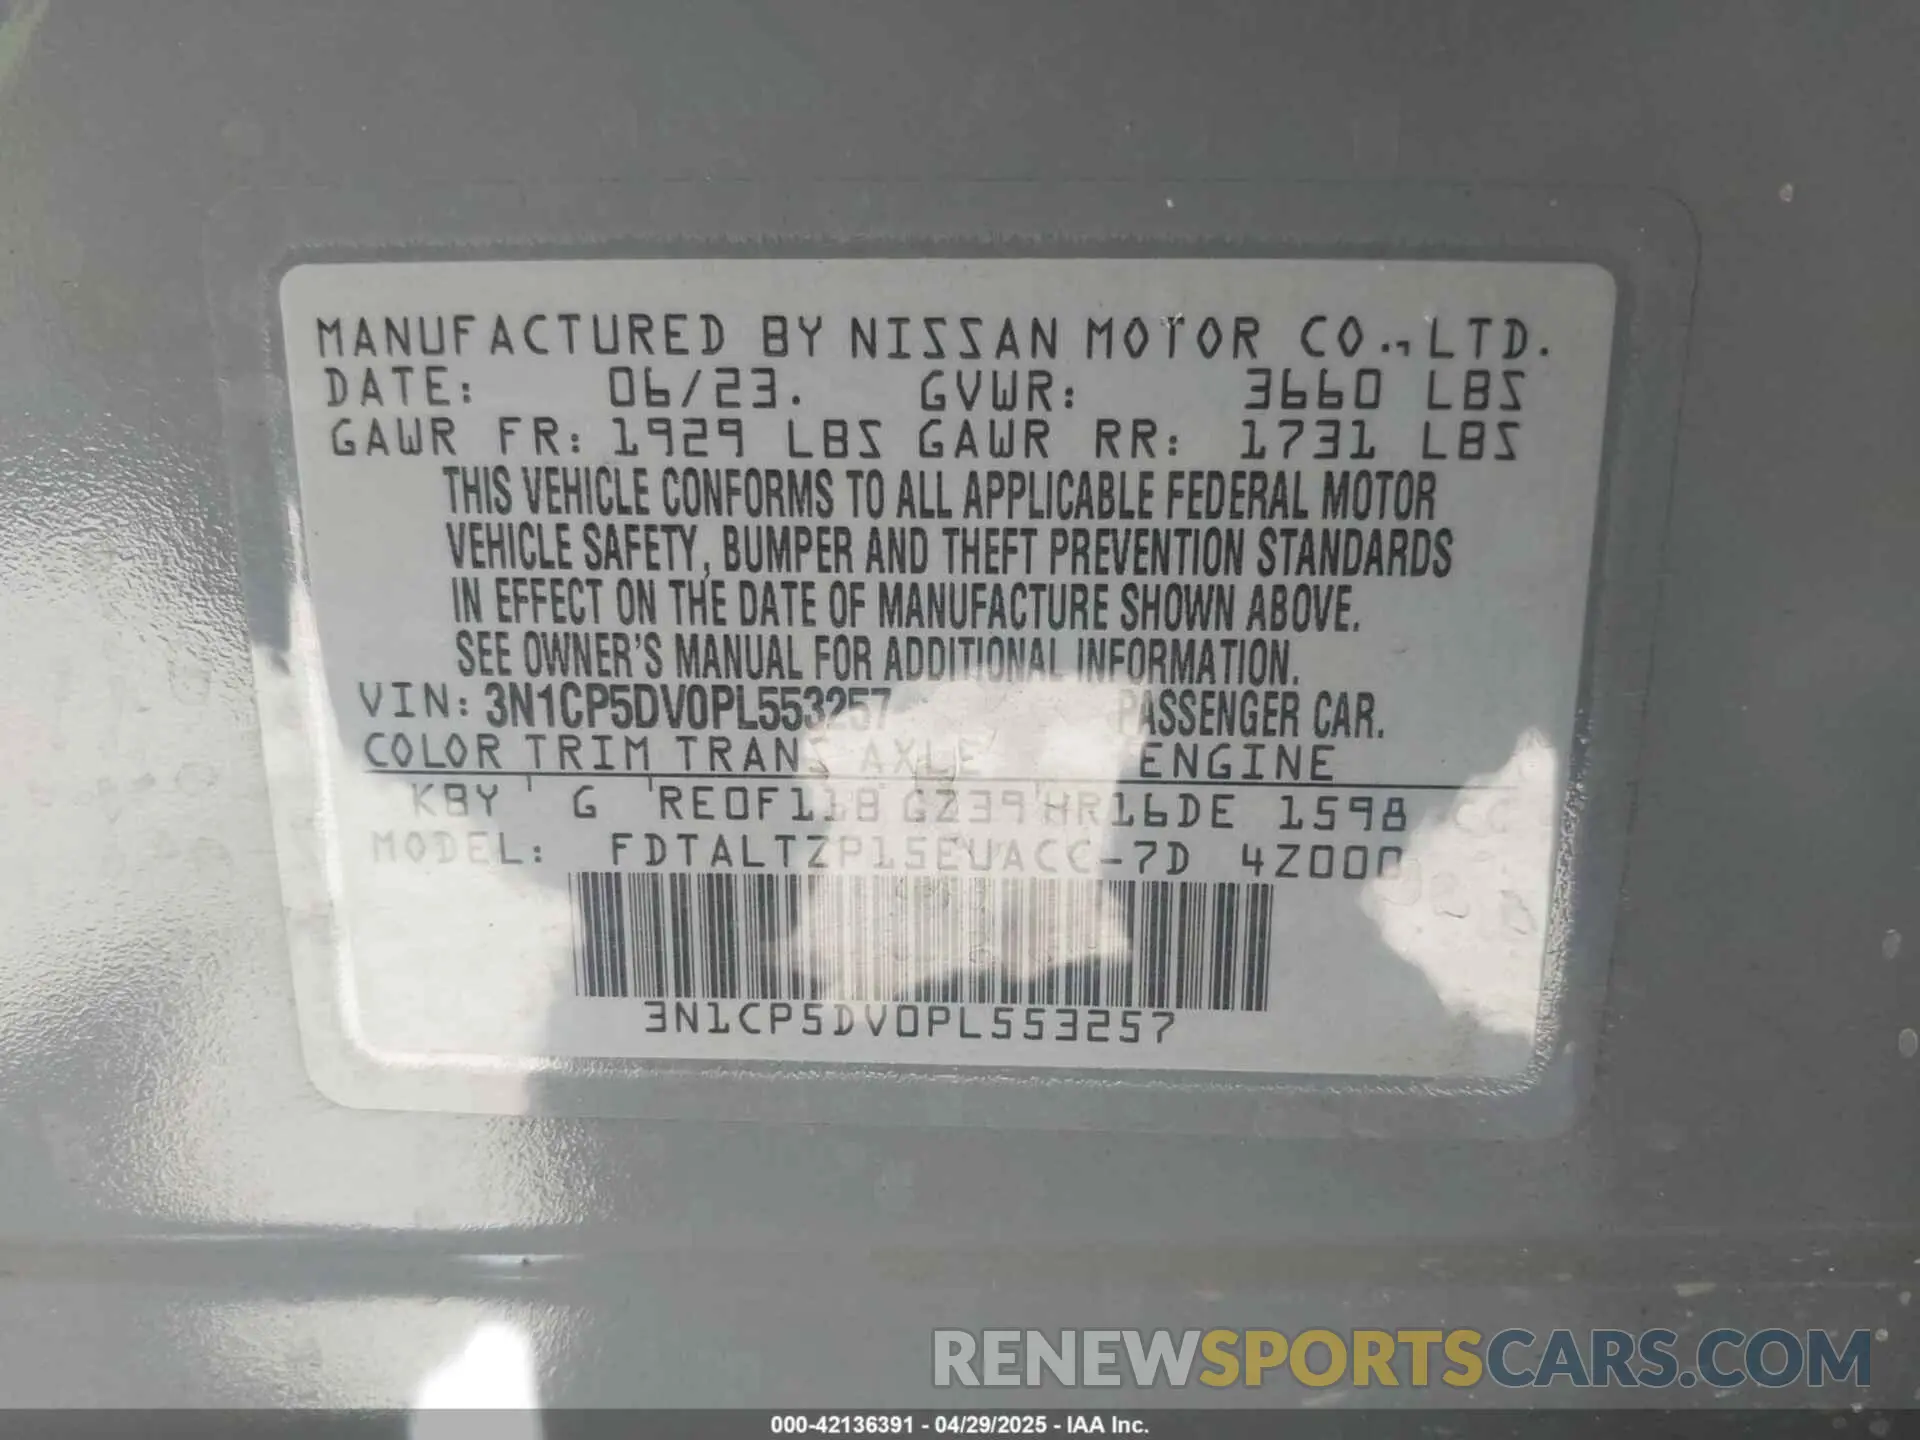 MANUFACTURED BY NISSAN MOTOR CO.,LTD.
DATE: 06/23. GVWR: 3660 LBS
GAWR FR: 1929 LBS GAWR RR: 1731 LBS
THIS VEHICLE CONFORMS TO ALL APPLICABLE FEDERAL MOTOR
VEHICLE SAFETY, BUMPER AND THEFT PREVENTION STANDARDS
IN EFFECT ON THE DATE OF MANUFACTURE SHOWN ABOVE.
SEE OWNER'S MANUAL FOR ADDITIONAL INFORMATION.
VIN: 3N1CP5DV0PL553257 PASSENGER CAR.
COLOR TRIM TRANS AXLE ENGINE
KBY G RE0F11B GZ39 HR16DE 1598 CC
MODEL: FDTALTZP15EUACC-7D 4Z000
3N1CP5DV0PL553257
RENEWSPORTSCARS.COM
000-42136391 - 04/29/2025 - IAA Inc.